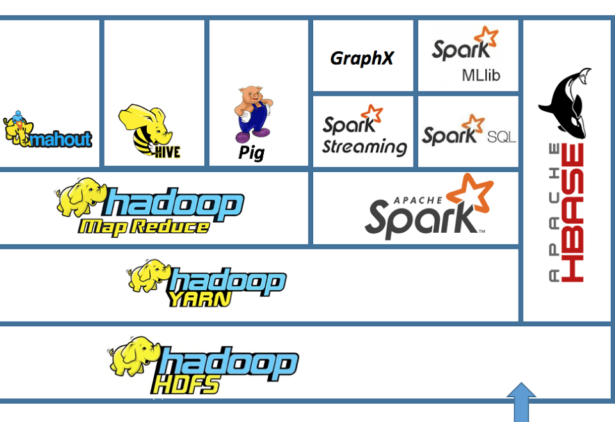 GraphX
Spark
MLlib
mahout
HIVE
Pig
Spark
Streaming
Spark SQL
APACHE
HBASE
hadoop
Map Reduce
APACHE
Spark™
hadoop
YARN
hadoop
HDFS